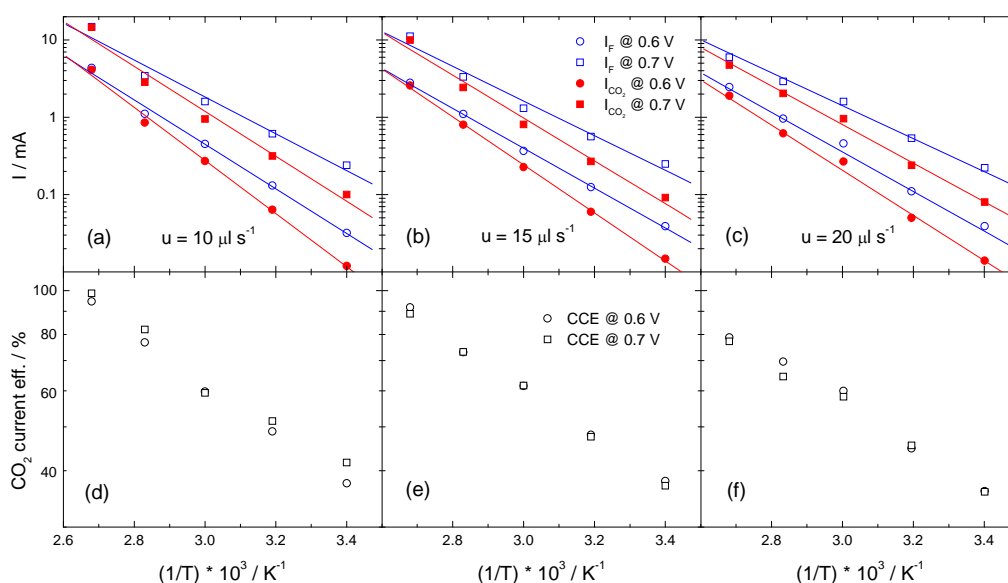 10
1
0.1
I / mA
(a)
u = 10 µl s⁻¹
(b)
u = 15 µl s⁻¹
I_F @ 0.6 V
I_F @ 0.7 V
I_CO₂ @ 0.6 V
I_CO₂ @ 0.7 V
(c)
u = 20 µl s⁻¹
100
80
60
40
CO₂ current eff. / %
(d)
CCE @ 0.6 V
CCE @ 0.7 V
(e)
(f)
2.6 2.8 3.0 3.2 3.4
2.8 3.0 3.2 3.4
2.8 3.0 3.2 3.4
(1/T) * 10³ / K⁻¹
(1/T) * 10³ / K⁻¹
(1/T) * 10³ / K⁻¹